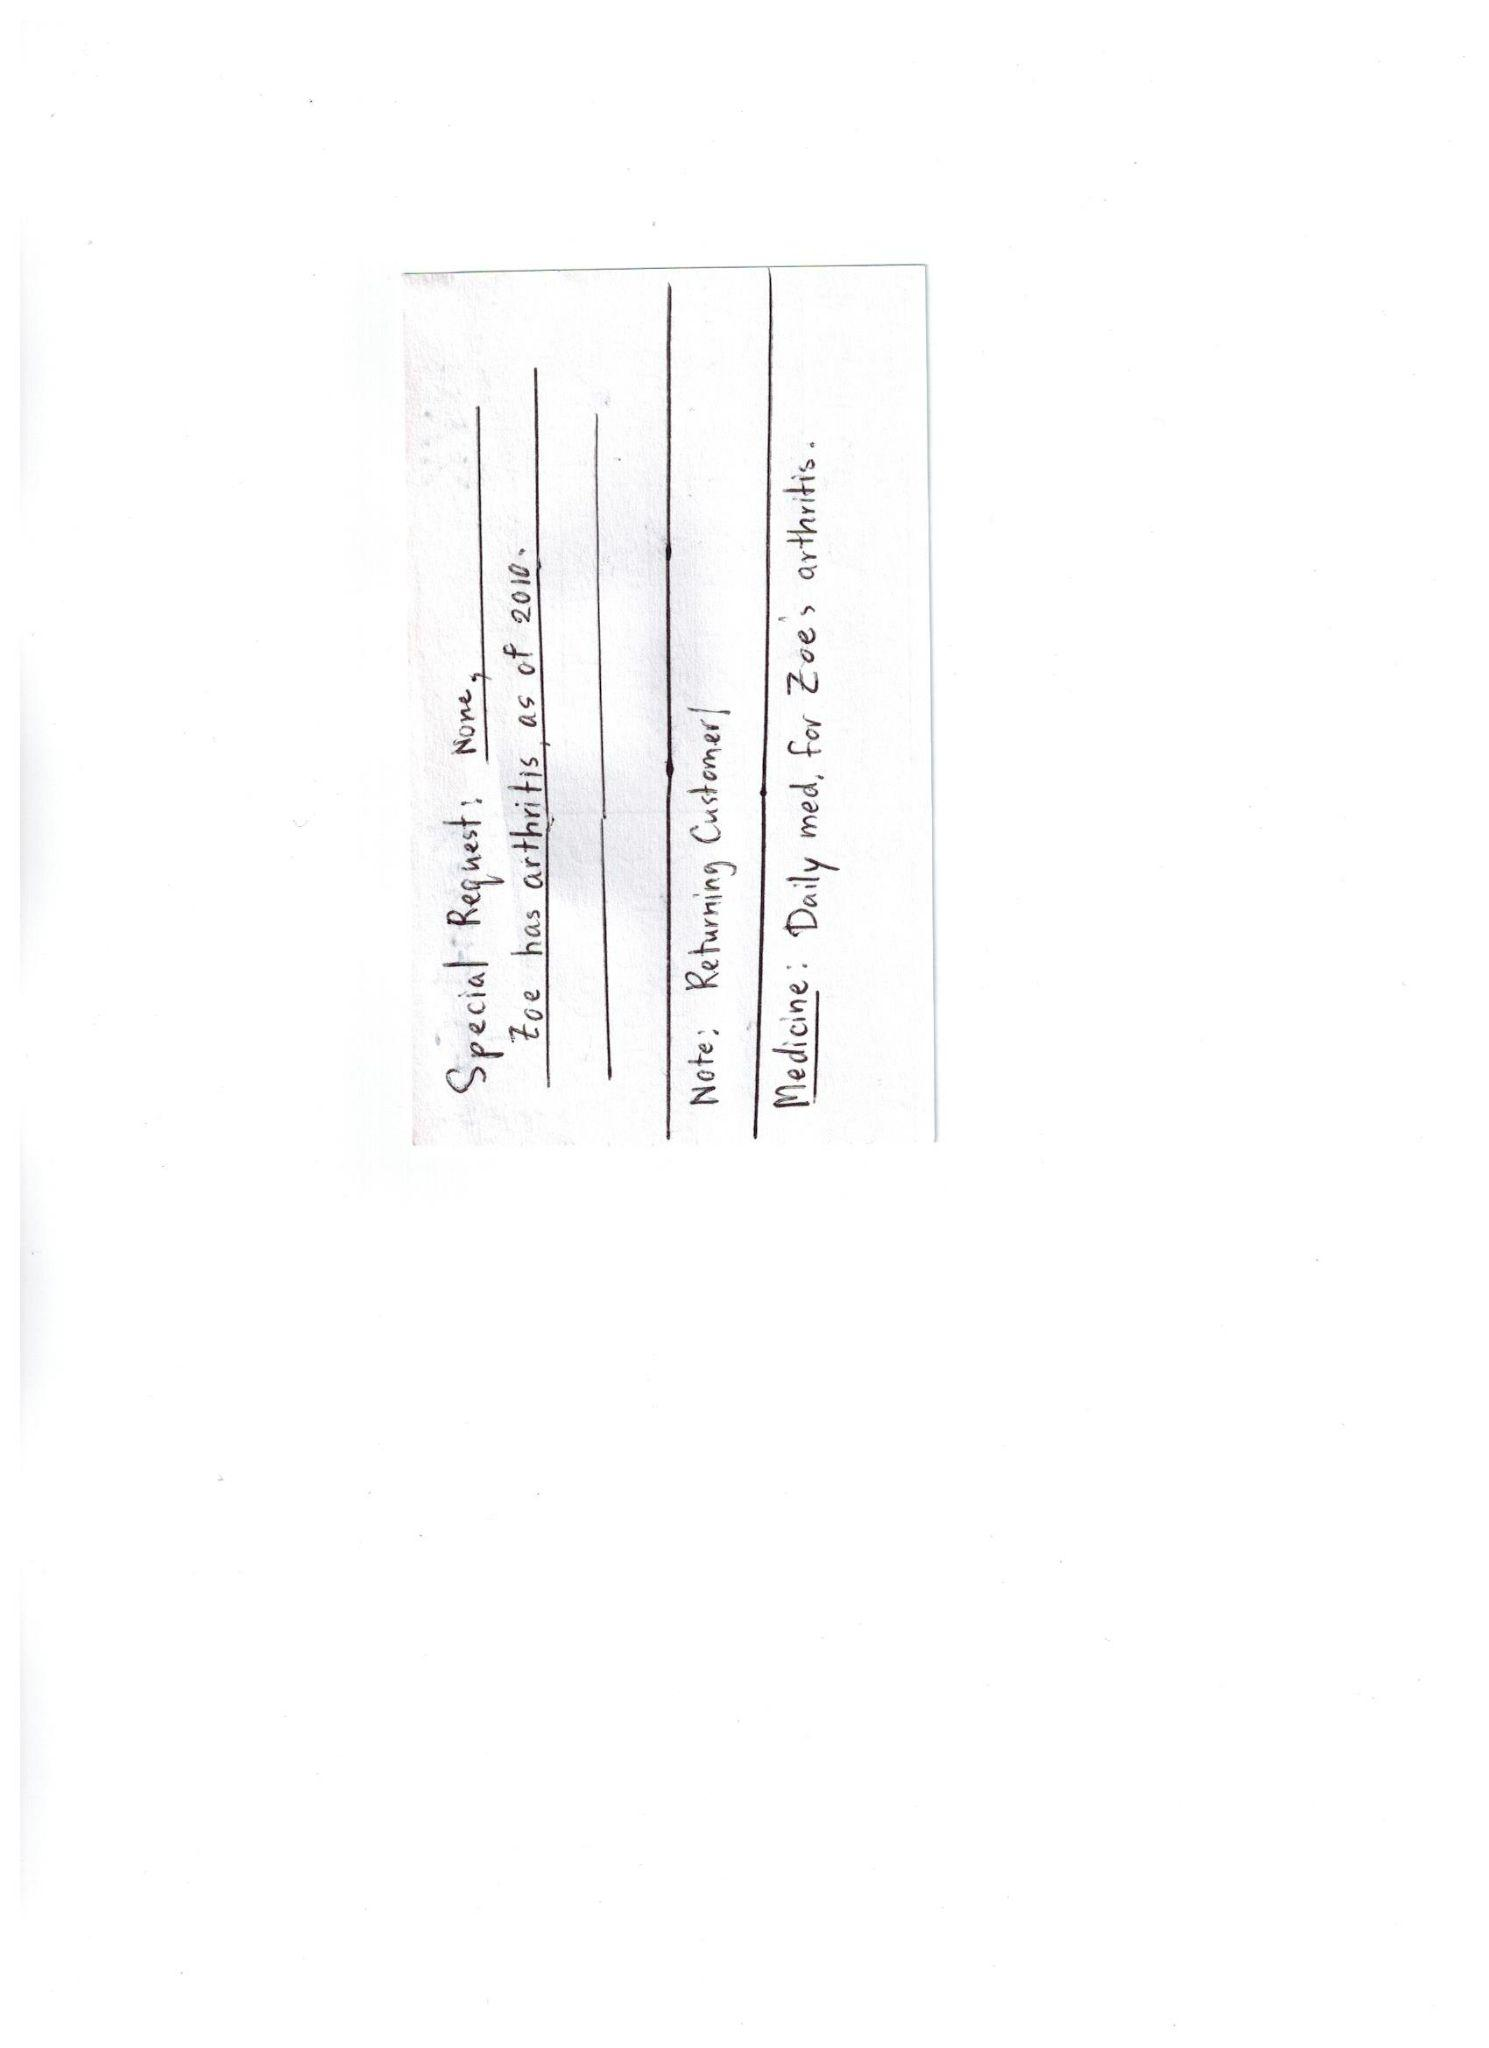 Special Request: None,
Zoe has arthritis, as of 2010.
Note: Returning Customer/
Medicine: Daily med. for Zoe's arthritis.